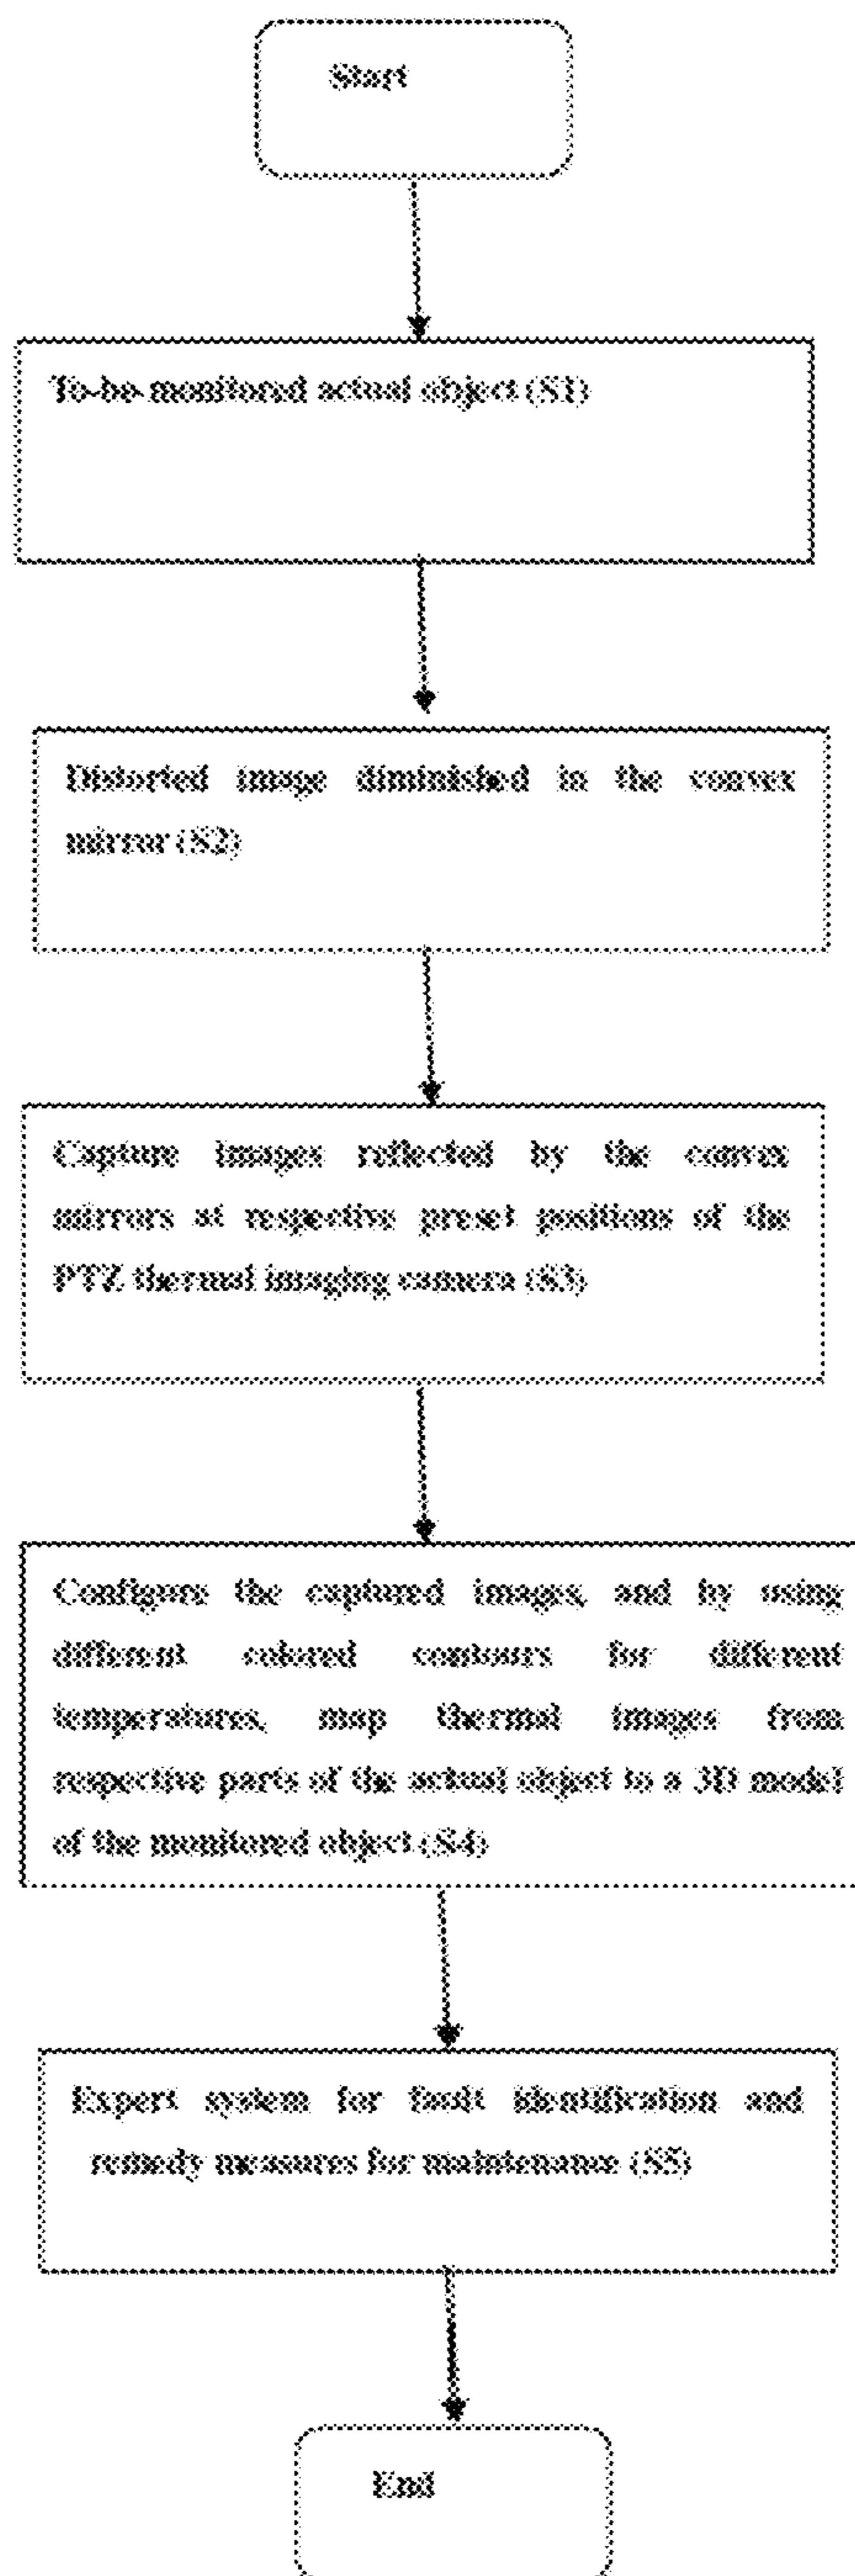 Start
To-be-monitored actual object (S1)
Distorted image diminished in the convex
mirror (S2)
Capture images reflected by the convex
mirrors at respective preset positions of the
PTZ thermal imaging camera (S3)
Configure the captured images, and by using
different colored contours for different
temperatures, map thermal images from
respective parts of the actual object to a 3D model
of the monitored object (S4)
Expert system for fault identification and
remedy measures for maintenance (S5)
End